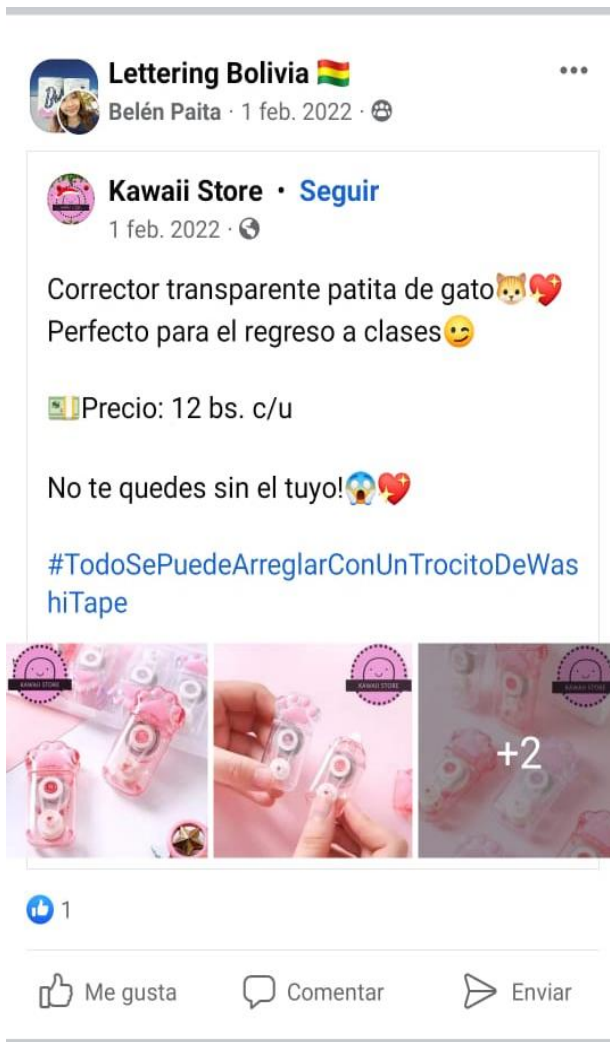 Lettering Bolivia 🇧🇴
Belén Paita · 1 feb. 2022 ·
Kawaii Store · Seguir
1 feb. 2022 ·
Corrector transparente patita de gato🐱💖
Perfecto para el regreso a clases😉
💵Precio: 12 bs. c/u
No te quedes sin el tuyo!😱💖
#TodoSePuedeArreglarConUnTrocitoDeWas
hiTape
KAWAII STORE
KAWAII STORE
KAWAII STORE
+2
1
Me gusta
Comentar
Enviar